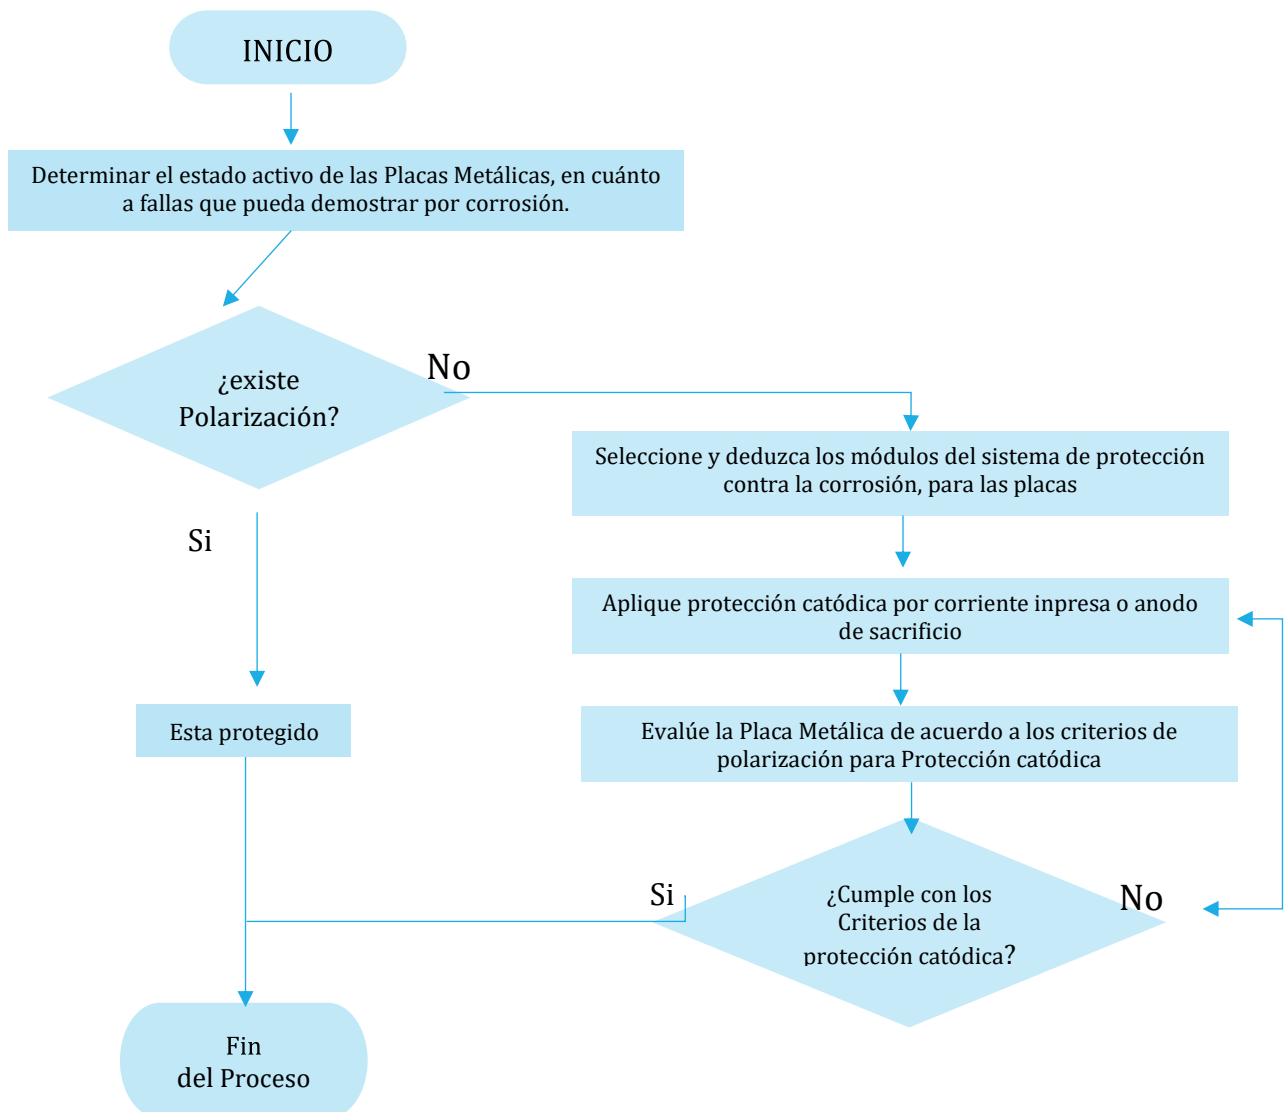 INICIO
Determinar el estado activo de las Placas Metálicas, en cuánto
a fallas que pueda demostrar por corrosión.
¿existe
Polarización?
No
Si
Seleccione y deduzca los módulos del sistema de protección
contra la corrosión, para las placas
Aplique protección catódica por corriente inpresa o anodo
de sacrificio
Esta protegido
Evalúe la Placa Metálica de acuerdo a los criterios de
polarización para Protección catódica
Si
¿Cumple con los
Criterios de la
protección catódica?
No
Fin
del Proceso